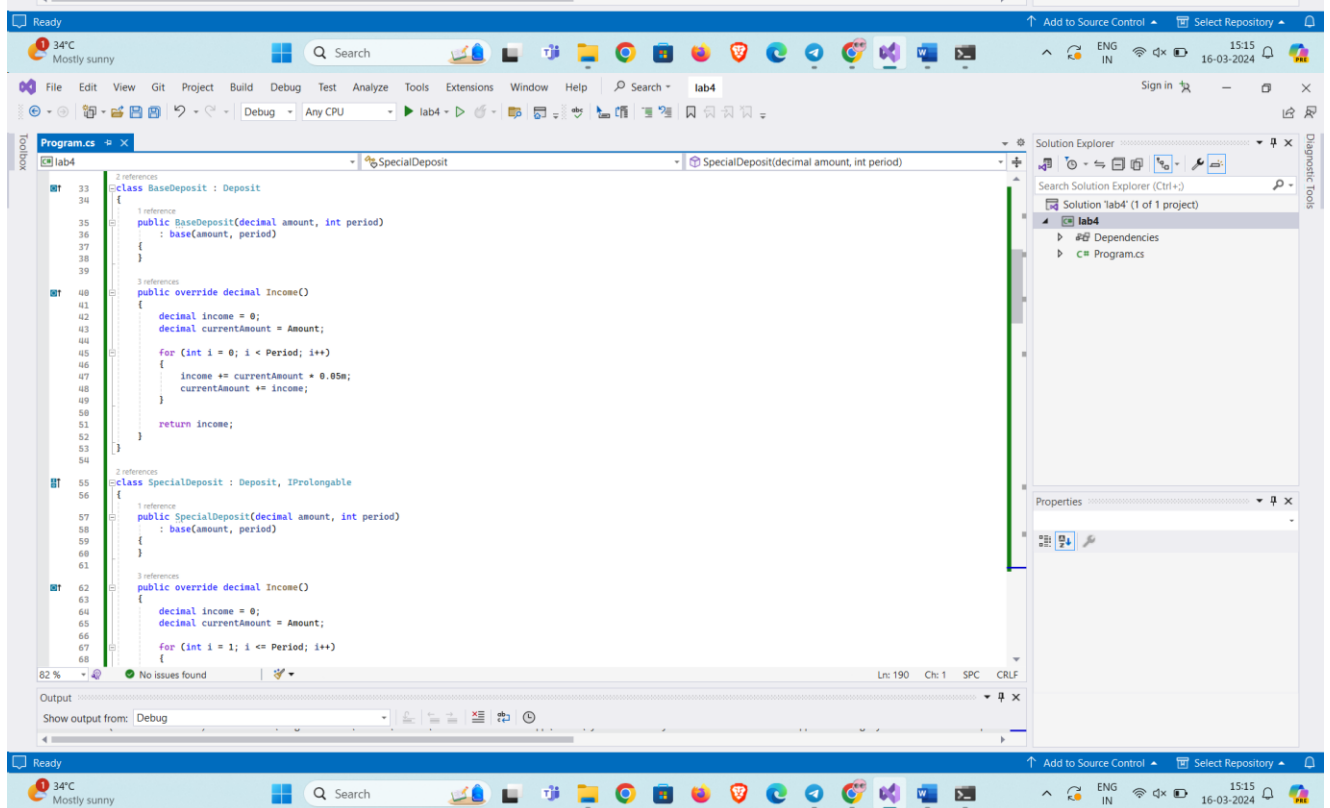 Ready
Add to Source Control
Select Repository
1
34°C
Mostly sunny
Search
ENG
IN
15:15
16-03-2024
PRE
File Edit View Git Project Build Debug Test Analyze Tools Extensions Window Help Search lab4
Sign in
Debug Any CPU lab4
Toolbox
Program.cs
lab4 SpecialDeposit SpecialDeposit(decimal amount, int period)
2 references
33 class BaseDeposit : Deposit
34 {
1 reference
35 public BaseDeposit(decimal amount, int period)
36 : base(amount, period)
37 {
38 }
39
3 references
40 public override decimal Income()
41 {
42 decimal income = 0;
43 decimal currentAmount = Amount;
44
45 for (int i = 0; i < Period; i++)
46 {
47 income += currentAmount * 0.05m;
48 currentAmount += income;
49 }
50
51 return income;
52 }
53 }
54
2 references
55 class SpecialDeposit : Deposit, IProlongable
56 {
1 reference
57 public SpecialDeposit(decimal amount, int period)
58 : base(amount, period)
59 {
60 }
61
3 references
62 public override decimal Income()
63 {
64 decimal income = 0;
65 decimal currentAmount = Amount;
66
67 for (int i = 1; i <= Period; i++)
68 {
82 % No issues found Ln: 190 Ch: 1 SPC CRLF
Output
Show output from: Debug
Solution Explorer
Search Solution Explorer (Ctrl+;)
Solution 'lab4' (1 of 1 project)
lab4
Dependencies
C# Program.cs
Properties
Diagnostic Tools
Ready
Add to Source Control
Select Repository
1
34°C
Mostly sunny
Search
ENG
IN
15:15
16-03-2024
PRE